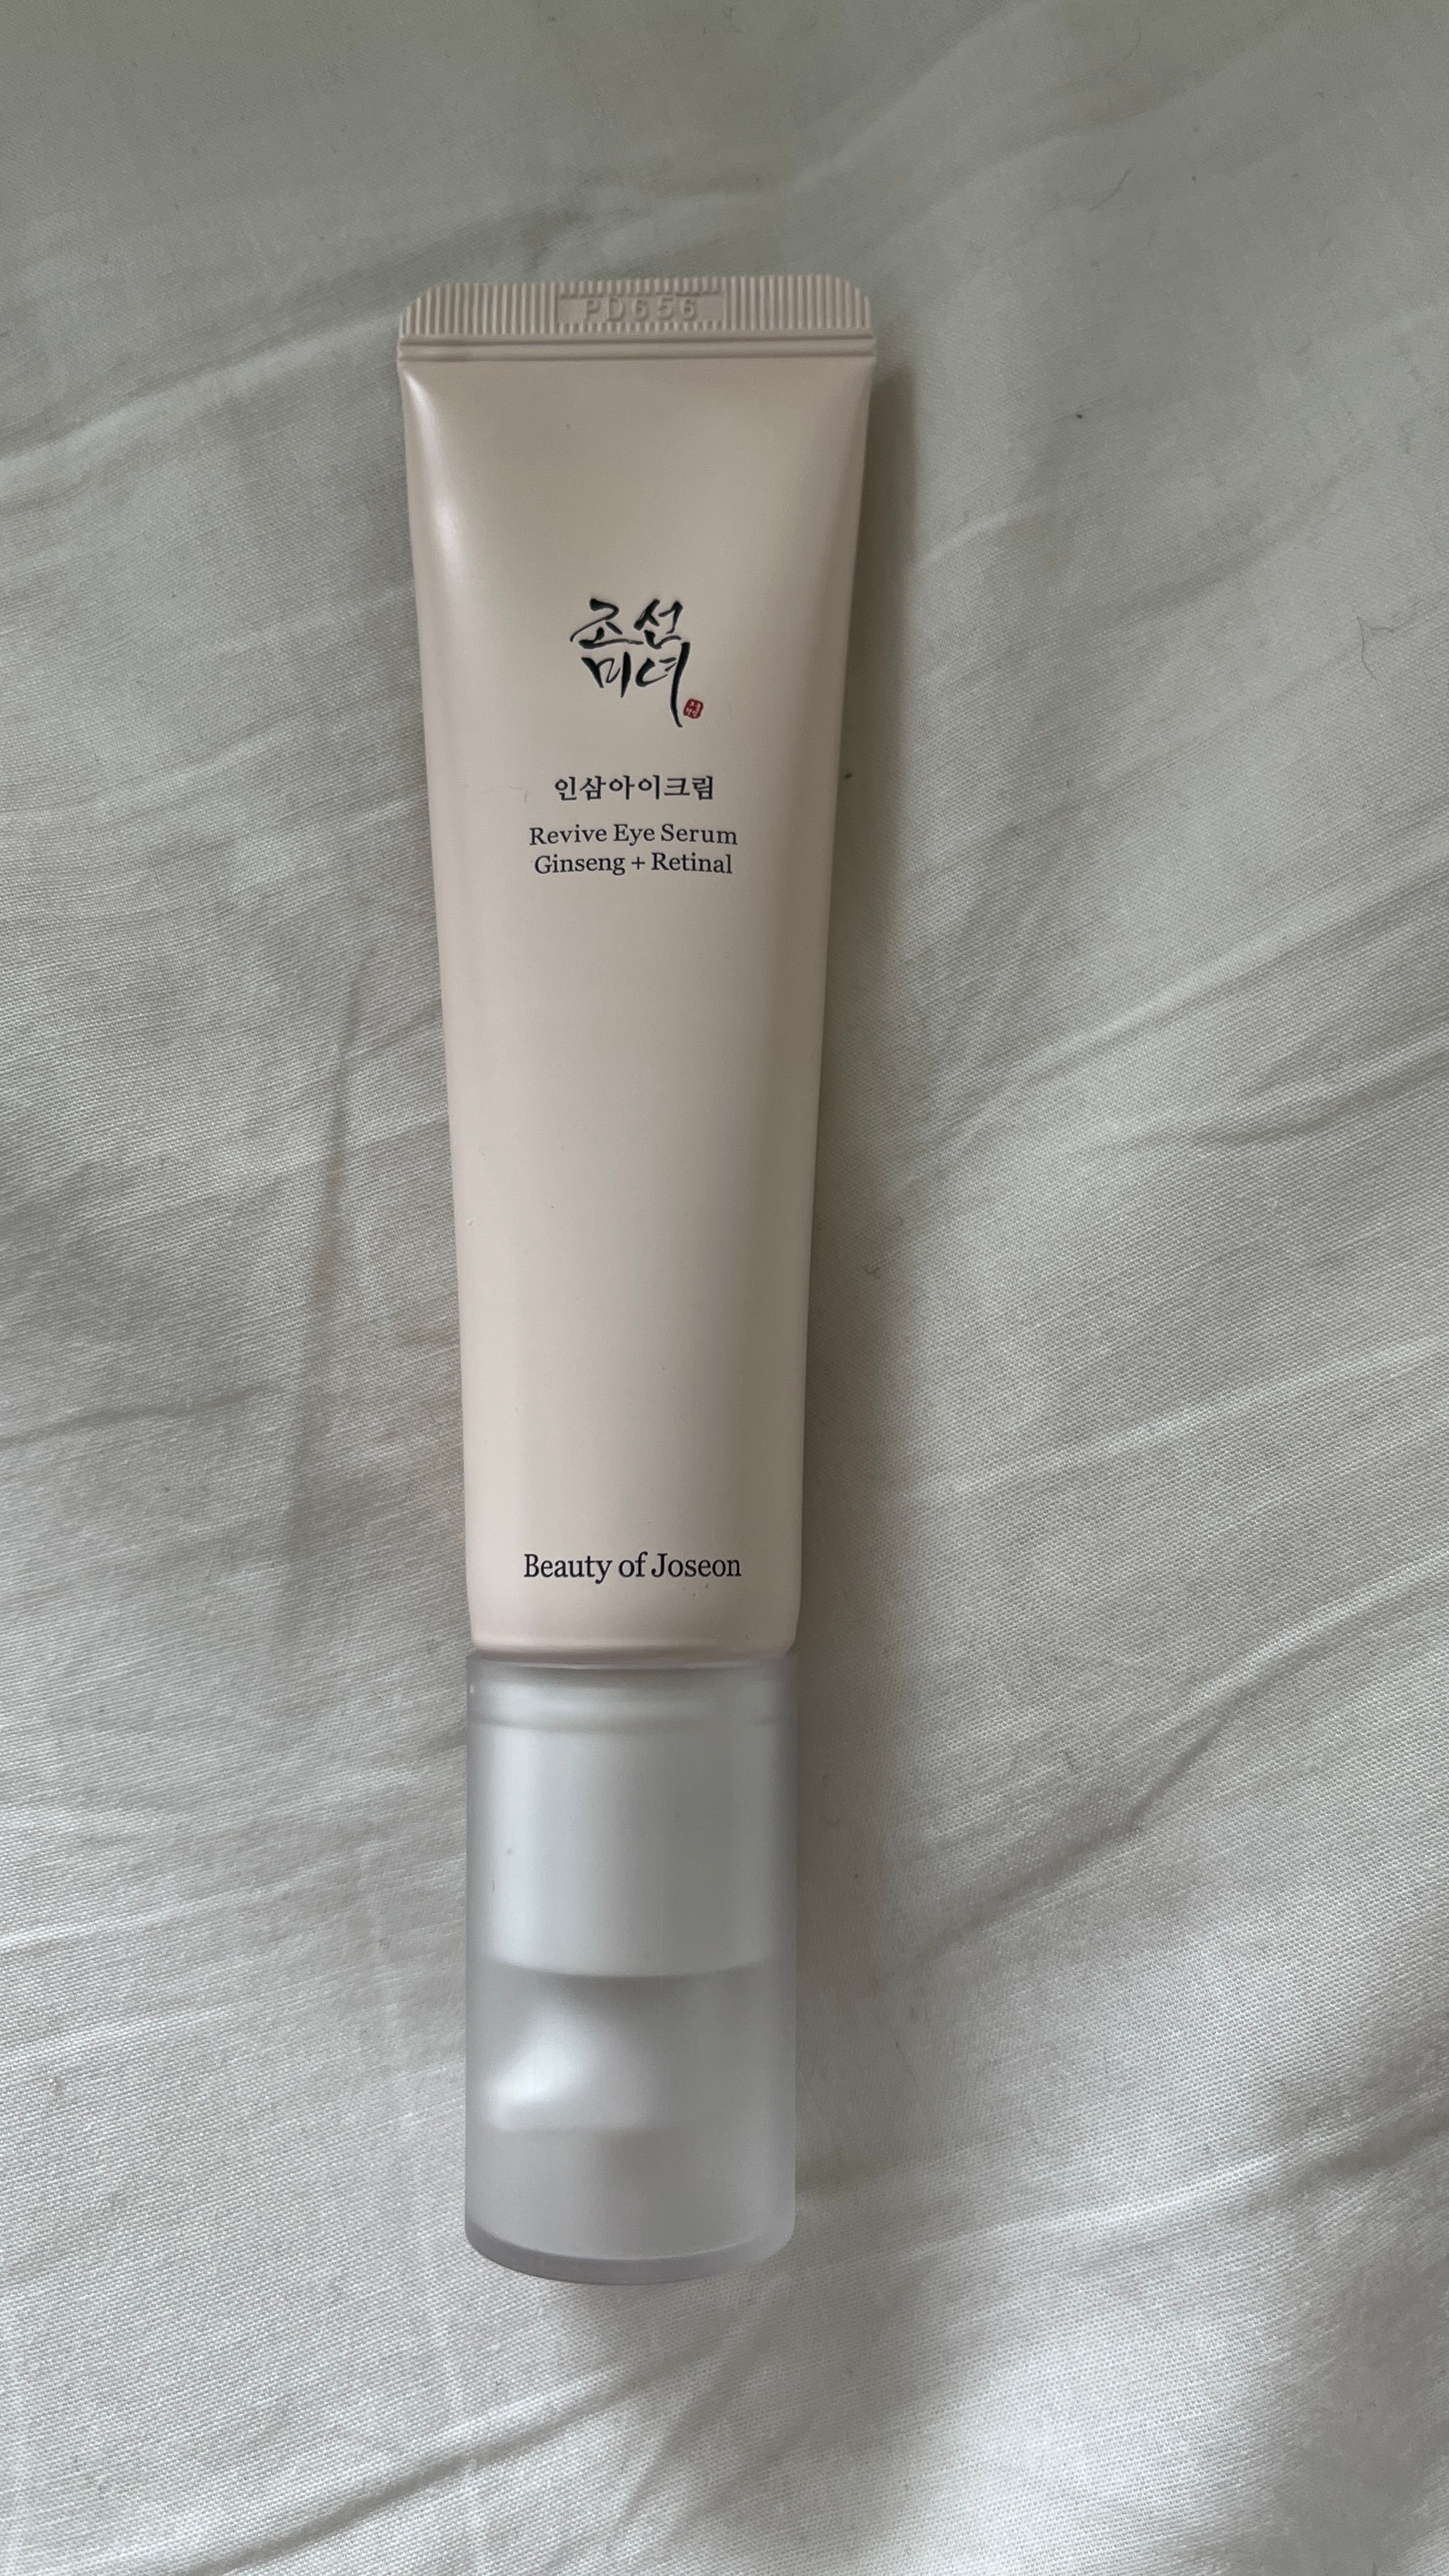 PD656
조선
미녀
인삼아이크림
Revive Eye Serum
Ginseng + Retinal
Beauty of Joseon